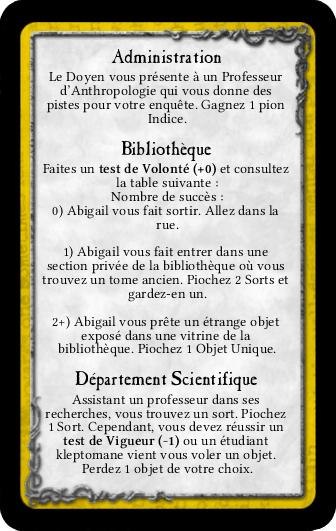 Administration
Le Doyen vous présente à un Professeur
d'Anthropologie qui vous donne des
pistes pour votre enquête. Gagnez 1 pion
Indice.
Bibliothèque
Faites un test de Volonté (+0) et consultez
la table suivante :
Nombre de succès :
0) Abigail vous fait sortir. Allez dans la
rue.
1) Abigail vous fait entrer dans une
section privée de la bibliothèque où vous
trouvez un tome ancien. Piochez 2 Sorts et
gardez-en un.
2+) Abigail vous prête un étrange objet
exposé dans une vitrine de la
bibliothèque. Piochez 1 Objet Unique.
Département Scientifique
Assistant un professeur dans ses
recherches, vous trouvez un sort. Piochez
1 Sort. Cependant, vous devez réussir un
test de Vigueur (-1) ou un étudiant
kleptomane vient vous voler un objet.
Perdez 1 objet de votre choix.